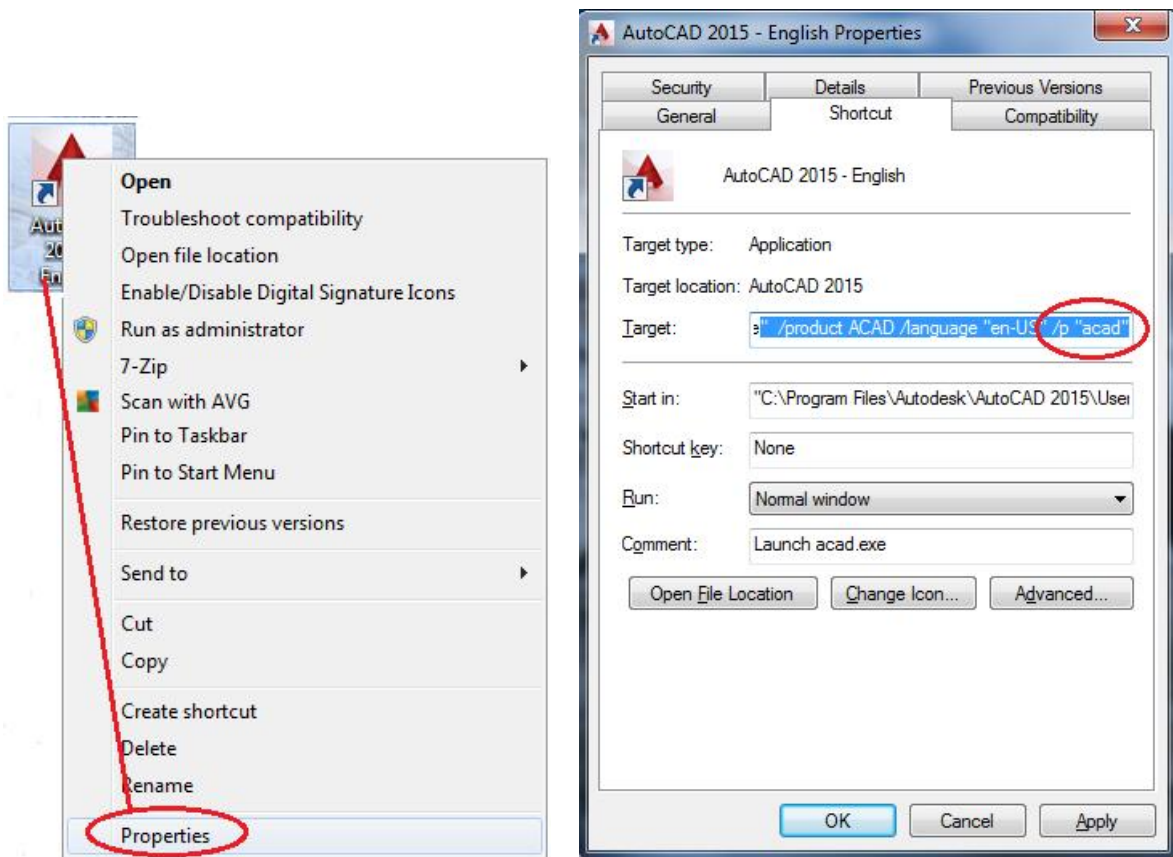 Aut
20
En
Open
Troubleshoot compatibility
Open file location
Enable/Disable Digital Signature Icons
Run as administrator
7-Zip
Scan with AVG
Pin to Taskbar
Pin to Start Menu
Restore previous versions
Send to
Cut
Copy
Create shortcut
Delete
Rename
Properties
AutoCAD 2015 - English Properties
Security Details Previous Versions
General Shortcut Compatibility
AutoCAD 2015 - English
Target type: Application
Target location: AutoCAD 2015
Target: e" /product ACAD /language "en-US" /p "acad"
Start in: "C:\Program Files\Autodesk\AutoCAD 2015\User
Shortcut key: None
Run: Normal window
Comment: Launch acad.exe
Open File Location Change Icon... Advanced...
OK Cancel Apply